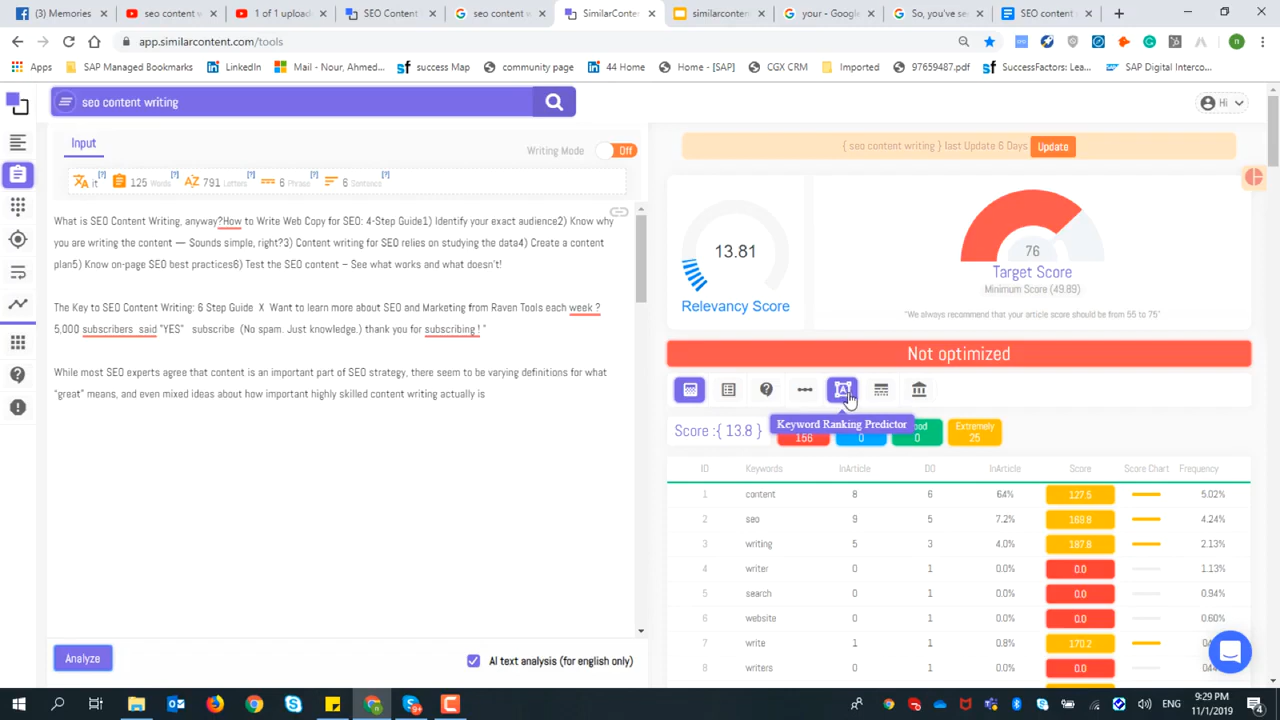 Memories
seo content w
1 of 1 upload
SEO Content
seo content w
SimilarConten
similarconten
your - Google
So, you've se
SEO content
app.similarcontent.com/tools
Apps
SAP Managed Bookmarks
LinkedIn
Mail - Nour, Ahmed...
success Map
community page
44 Home
Home - [SAP]
CGX CRM
Imported
97659487.pdf
SuccessFactors: Lea...
SAP Digital Interco...
seo content writing
Hi
Input
Writing Mode Off
it [?] 125 Words [?] 791 Letters [?] 6 Phrase [?] 6 Sentence [?]
{ seo content writing } last Update 6 Days Update
What is SEO Content Writing, anyway?How to Write Web Copy for SEO: 4-Step Guide1) Identify your exact audience2) Know why
you are writing the content — Sounds simple, right?3) Content writing for SEO relies on studying the data4) Create a content
plan5) Know on-page SEO best practices6) Test the SEO content – See what works and what doesn't!
The Key to SEO Content Writing: 6 Step Guide X Want to learn more about SEO and Marketing from Raven Tools each week ?
5,000 subscribers said "YES" subscribe (No spam. Just knowledge.) thank you for subscribing ! "
While most SEO experts agree that content is an important part of SEO strategy, there seem to be varying definitions for what
"great" means, and even mixed ideas about how important highly skilled content writing actually is
13.81
Relevancy Score
76
Target Score
Minimum Score (49.89)
"We always recommend that your article score should be from 55 to 75"
Not optimized
Keyword Ranking Predictor
Score :{ 13.8 }
156
0
0
Extremely
25
ID Keywords InArticle DO InArticle Score Score Chart Frequency
1 content 8 6 6.4% 127.5 5.02%
2 seo 9 5 7.2% 169.8 4.24%
3 writing 5 3 4.0% 187.8 2.13%
4 writer 0 1 0.0% 0.0 1.13%
5 search 0 1 0.0% 0.0 0.94%
6 website 0 1 0.0% 0.0 0.60%
7 write 1 1 0.8% 170.2
8 writers 0 1 0.0% 0.0
Analyze
AI text analysis (for english only)
9:29 PM
11/1/2019